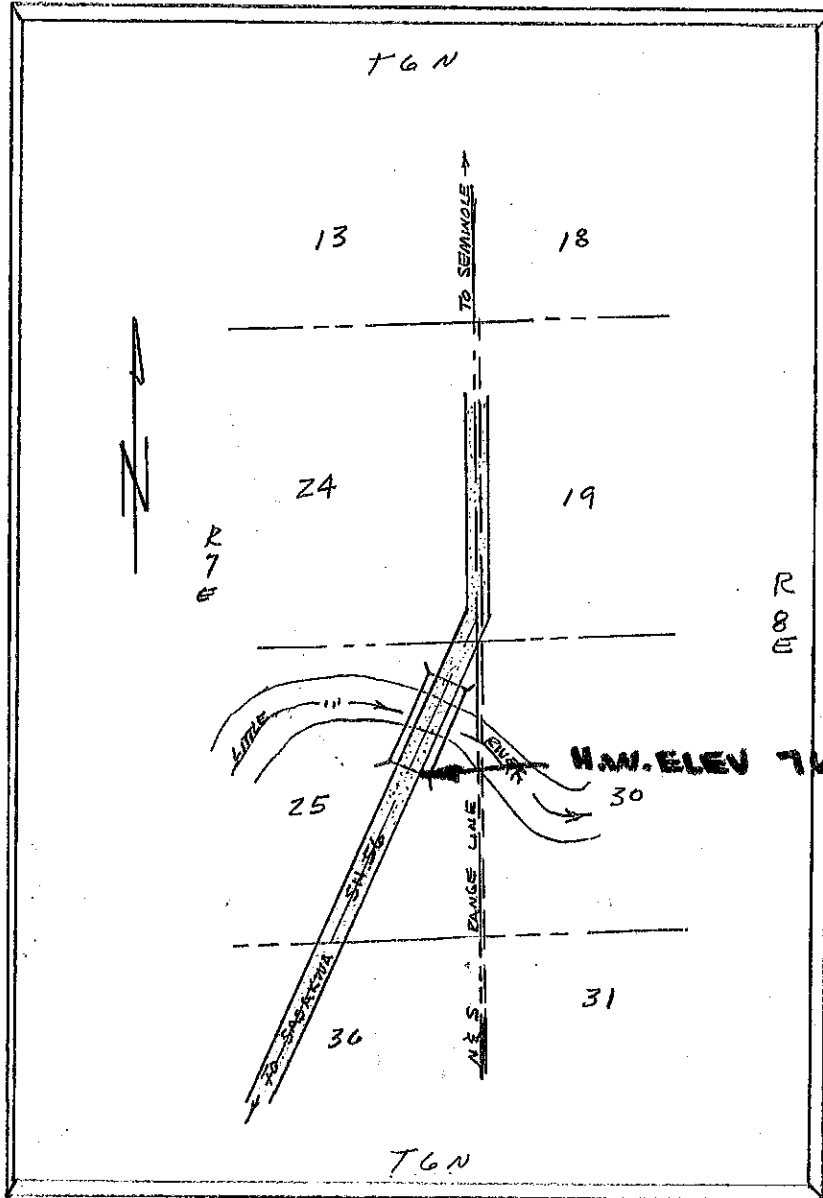 T6N
TO SEMINOLE
13
18
N
24
19
R
7
E
R
8
E
LITTLE
RIVER
H.W. ELEV
25
30
SH 56
N & S RANGE LINE
TO SASAKWA
36
31
T6N